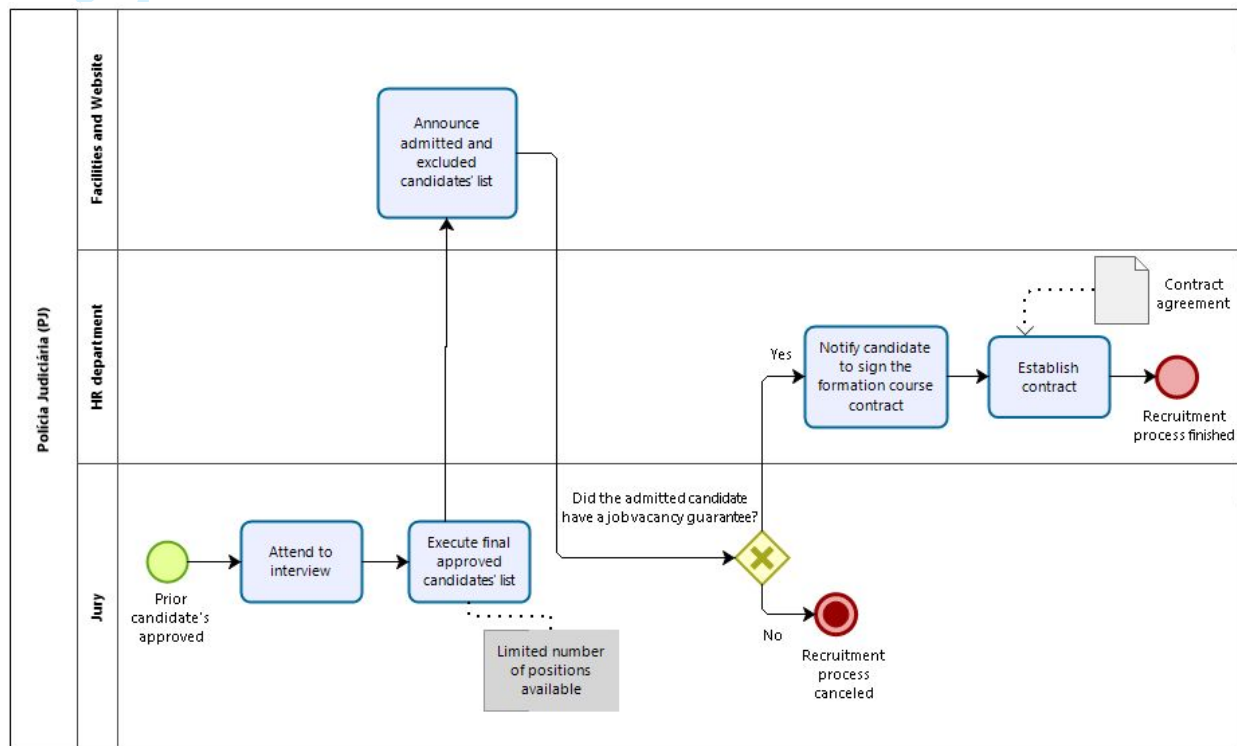 Polícia Judiciária (PJ)
Facilities and Website
Announce
admitted and
excluded
candidates' list
HR department
Contract
agreement
Yes
Notify candidate
to sign the
formation course
contract
Establish
contract
Recruitment
process finished
Jury
Prior
candidate's
approved
Attend to
interview
Execute final
approved
candidates' list
Limited number
of positions
available
Did the admitted candidate
have a job vacancy guarantee?
No
Recruitment
process
canceled